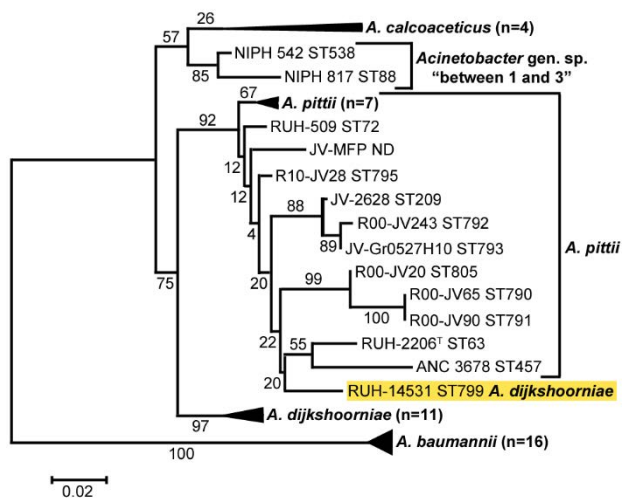 26
A. calcoaceticus (n=4)
57
NIPH 542 ST538
Acinetobacter gen. sp.
"between 1 and 3"
85
NIPH 817 ST88
67
A. pittii (n=7)
92
RUH-509 ST72
JV-MFP ND
12
R10-JV28 ST795
12
JV-2628 ST209
88
R00-JV243 ST792
4
89
JV-Gr0527H10 ST793
A. pittii
R00-JV20 ST805
75
20
99
R00-JV65 ST790
100
R00-JV90 ST791
22
RUH-2206ᵀ ST63
55
ANC 3678 ST457
20
RUH-14531 ST799 A. dijkshoorniae
A. dijkshoorniae (n=11)
97
A. baumannii (n=16)
100
0.02